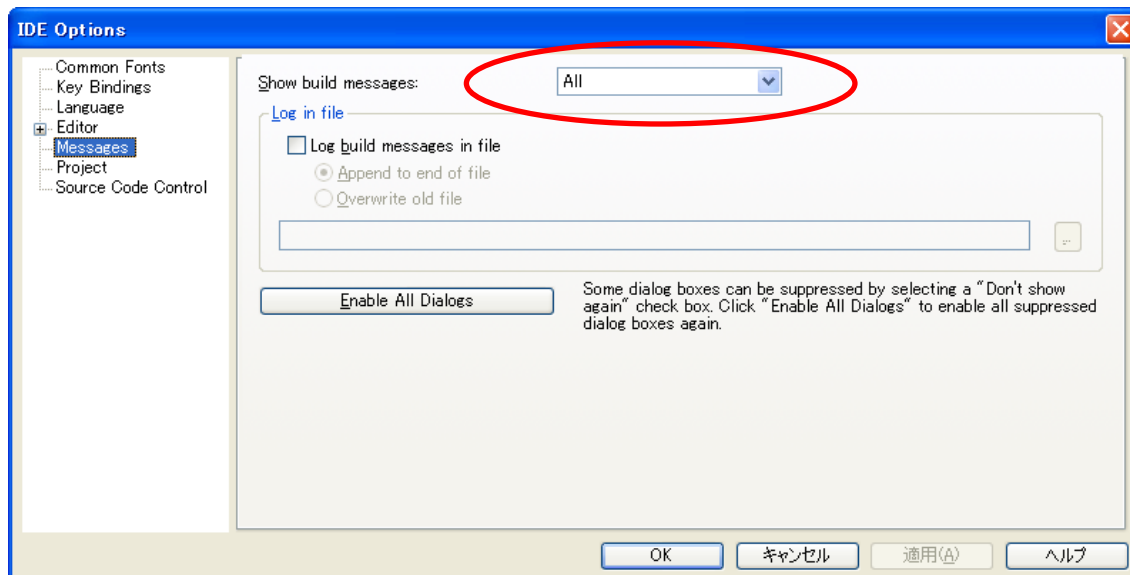 IDE Options
Common Fonts
Key Bindings
Language
Editor
Messages
Project
Source Code Control
Show build messages:
All
Log in file
Log build messages in file
Append to end of file
Overwrite old file
...
Enable All Dialogs
Some dialog boxes can be suppressed by selecting a "Don't show
again" check box. Click "Enable All Dialogs" to enable all suppressed
dialog boxes again.
OK
キャンセル
適用(A)
ヘルプ